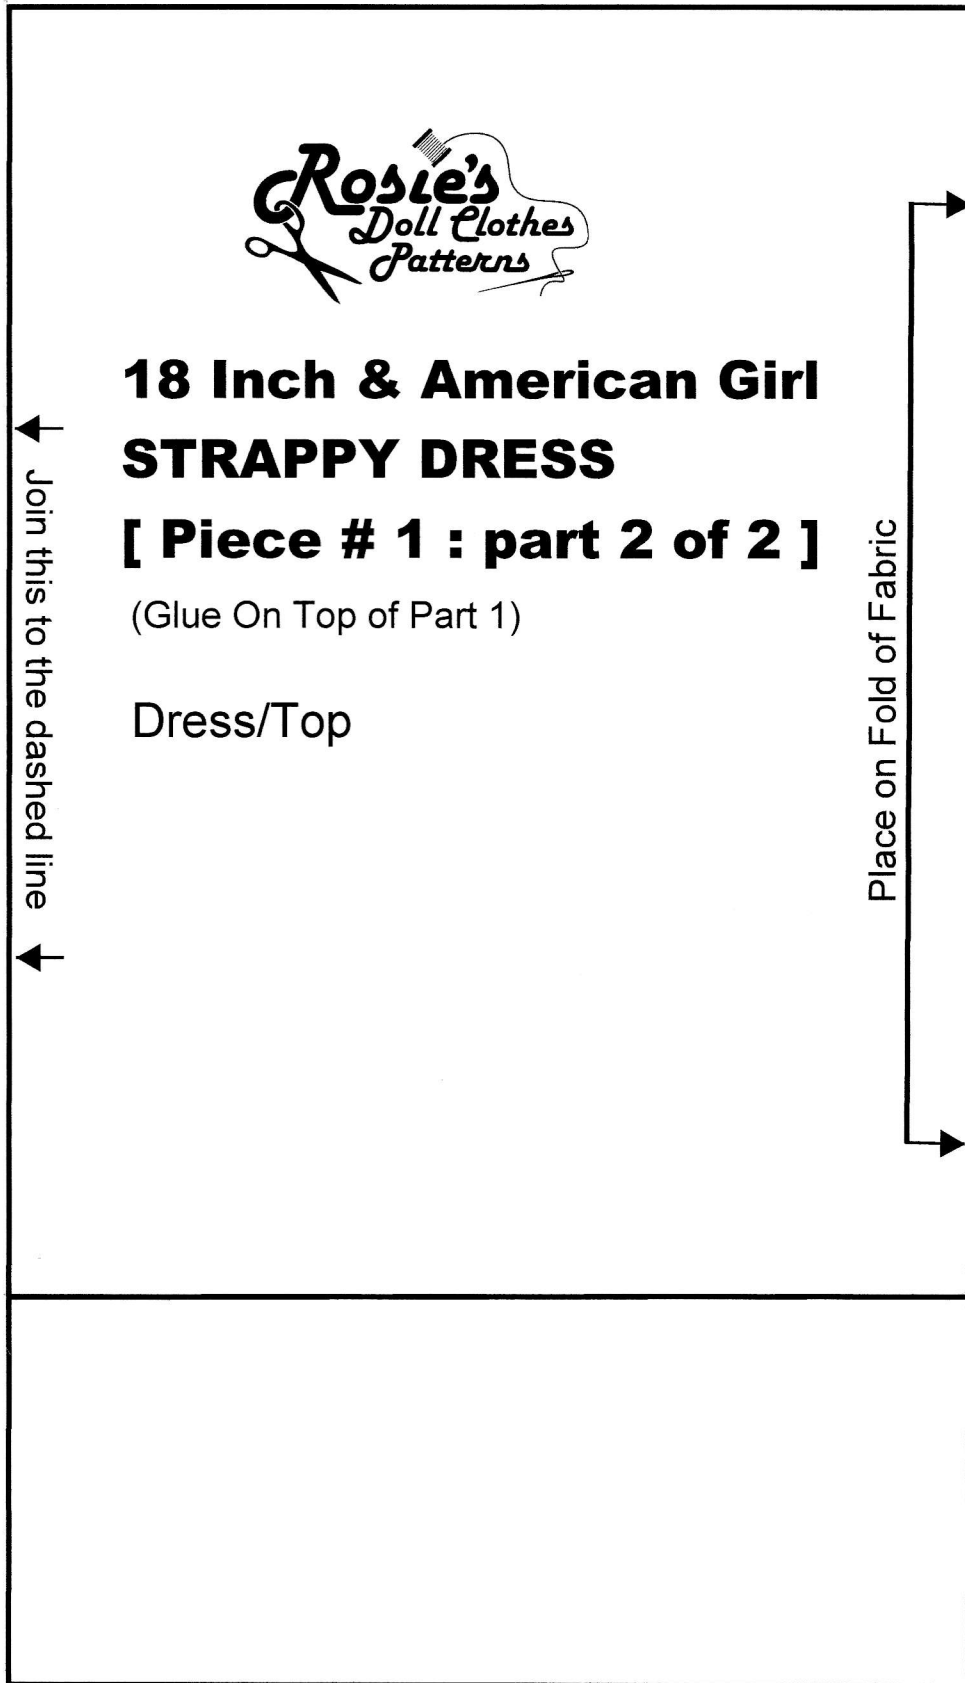 Rosie's
Doll Clothes
Patterns
18 Inch & American Girl
STRAPPY DRESS
[ Piece # 1 : part 2 of 2 ]
(Glue On Top of Part 1)
Dress/Top
Join this to the dashed line
Place on Fold of Fabric